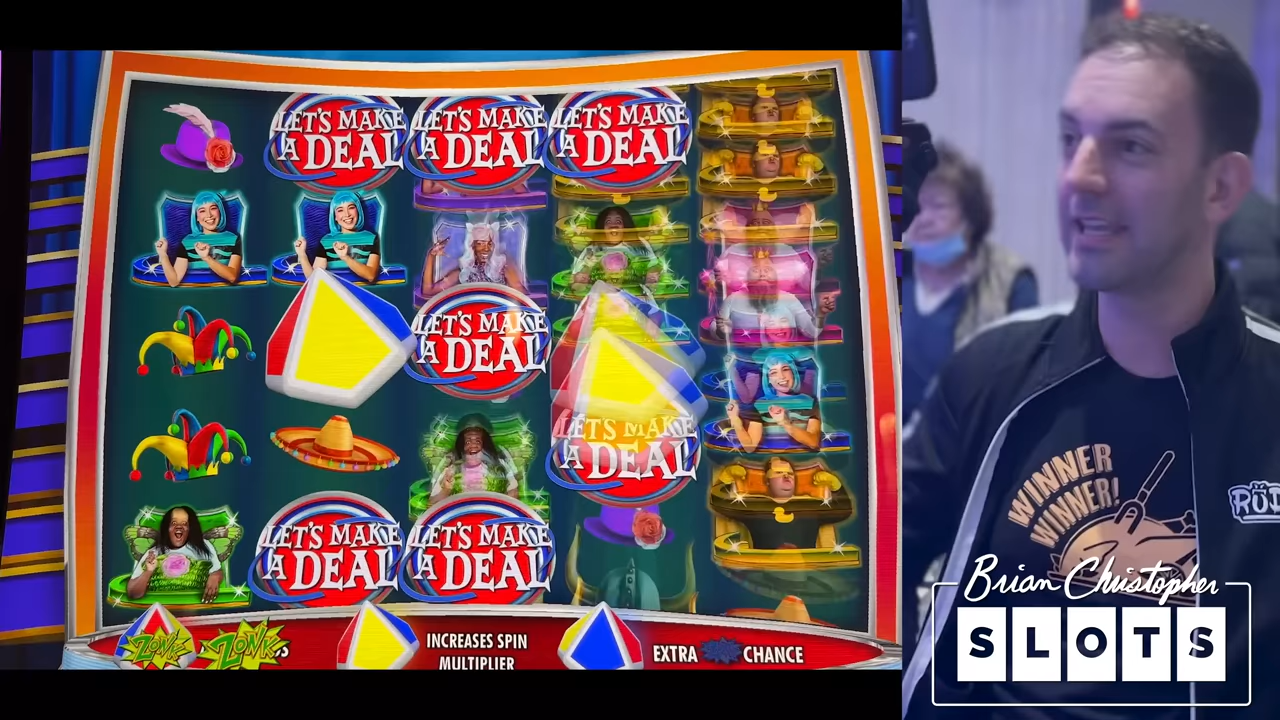 LET'S MAKE
A DEAL
LET'S MAKE
A DEAL
LET'S MAKE
A DEAL
LET'S MAKE
A DEAL
LET'S MAKE
A DEAL
LET'S MAKE
A DEAL
LET'S MAKE
A DEAL
ZONK
ZONK
INCREASES SPIN
MULTIPLIER
EXTRA CHANCE
WINNER
WINNER!
Brian Christopher
SLOTS